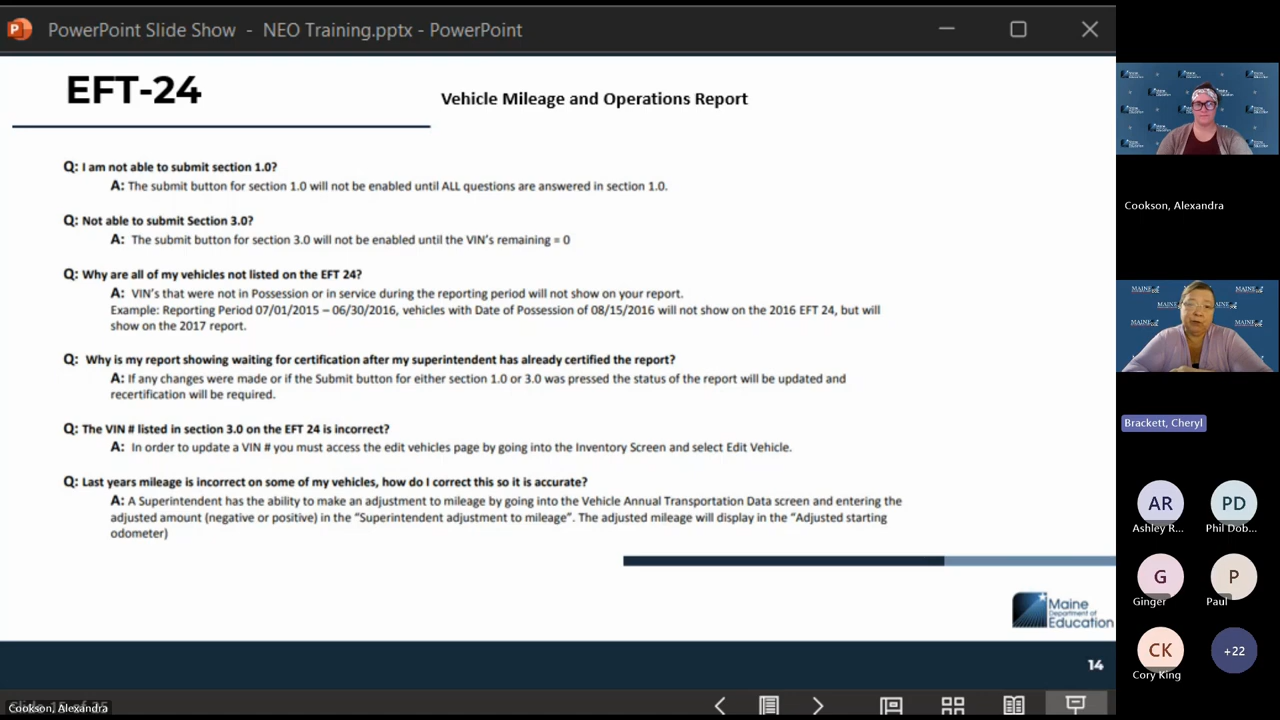 PowerPoint Slide Show - NEO Training.pptx - PowerPoint
EFT-24
Vehicle Mileage and Operations Report
Q: I am not able to submit section 1.0?
A: The submit button for section 1.0 will not be enabled until ALL questions are answered in section 1.0.
Q: Not able to submit Section 3.0?
A: The submit button for section 3.0 will not be enabled until the VIN's remaining = 0
Q: Why are all of my vehicles not listed on the EFT 24?
A: VIN's that were not in Possession or in service during the reporting period will not show on your report.
Example: Reporting Period 07/01/2015 – 06/30/2016, vehicles with Date of Possession of 08/15/2016 will not show on the 2016 EFT 24, but will
show on the 2017 report.
Q: Why is my report showing waiting for certification after my superintendent has already certified the report?
A: If any changes were made or if the Submit button for either section 1.0 or 3.0 was pressed the status of the report will be updated and
recertification will be required.
Q: The VIN # listed in section 3.0 on the EFT 24 is incorrect?
A: In order to update a VIN # you must access the edit vehicles page by going into the Inventory Screen and select Edit Vehicle.
Q: Last years mileage is incorrect on some of my vehicles, how do I correct this so it is accurate?
A: A Superintendent has the ability to make an adjustment to mileage by going into the Vehicle Annual Transportation Data screen and entering the
adjusted amount (negative or positive) in the "Superintendent adjustment to mileage". The adjusted mileage will display in the "Adjusted starting
odometer)
Maine
Department of
Education
14
Cookson, Alexandra
Cookson, Alexandra
MAINE
Brackett, Cheryl
AR
PD
Ashley R...
Phil Dob...
G
P
Ginger
Paul
CK
+22
Cory King